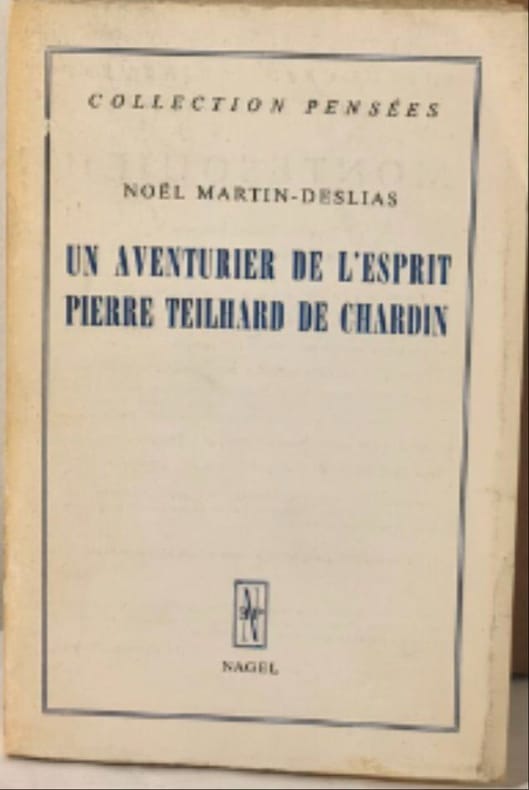 COLLECTION PENSÉES
NOËL MARTIN-DESLIAS
UN AVENTURIER DE L'ESPRIT
PIERRE TEILHARD DE CHARDIN
NAGEL